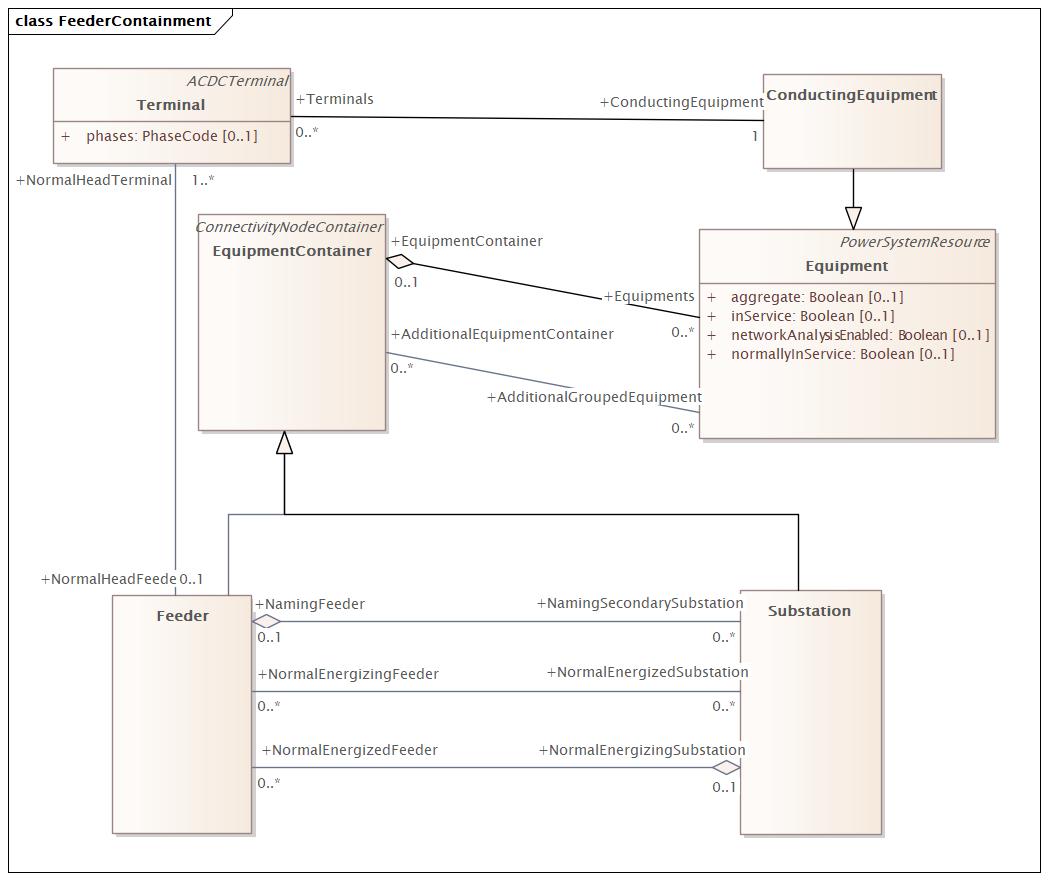 class FeederContainment
ACDCTerminal
Terminal
+ phases: PhaseCode [0..1]
+Terminals
0..*
+ConductingEquipment
1
ConductingEquipment
+NormalHeadTerminal
1..*
ConnectivityNodeContainer
EquipmentContainer
+EquipmentContainer
0..1
+Equipments
0..*
+AdditionalEquipmentContainer
0..*
+AdditionalGroupedEquipment
0..*
PowerSystemResource
Equipment
+ aggregate: Boolean [0..1]
+ inService: Boolean [0..1]
+ networkAnalysisEnabled: Boolean [0..1]
+ normallyInService: Boolean [0..1]
+NormalHeadFeede
0..1
Feeder
+NamingFeeder
0..1
+NamingSecondarySubstation
0..*
Substation
+NormalEnergizingFeeder
0..*
+NormalEnergizedSubstation
0..*
+NormalEnergizedFeeder
0..*
+NormalEnergizingSubstation
0..1